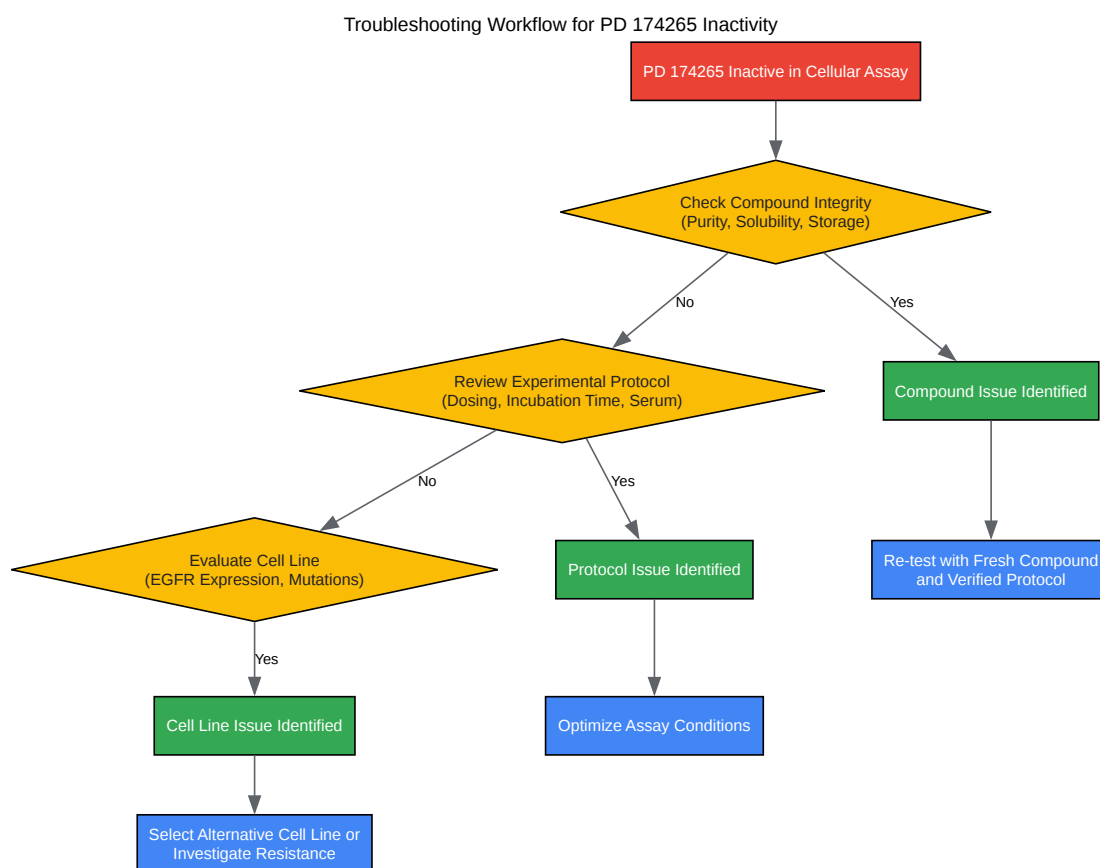 Troubleshooting Workflow for PD 174265 Inactivity
PD 174265 Inactive in Cellular Assay
Check Compound Integrity
(Purity, Solubility, Storage)
No
Yes
Review Experimental Protocol
(Dosing, Incubation Time, Serum)
Compound Issue Identified
No
Yes
Evaluate Cell Line
(EGFR Expression, Mutations)
Protocol Issue Identified
Re-test with Fresh Compound
and Verified Protocol
Yes
Cell Line Issue Identified
Optimize Assay Conditions
Select Alternative Cell Line or
Investigate Resistance